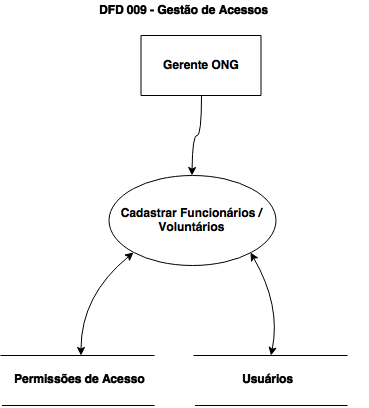 DFD 009 - Gestão de Acessos
Gerente ONG
Cadastrar Funcionários /
Voluntários
Permissões de Acesso
Usuários